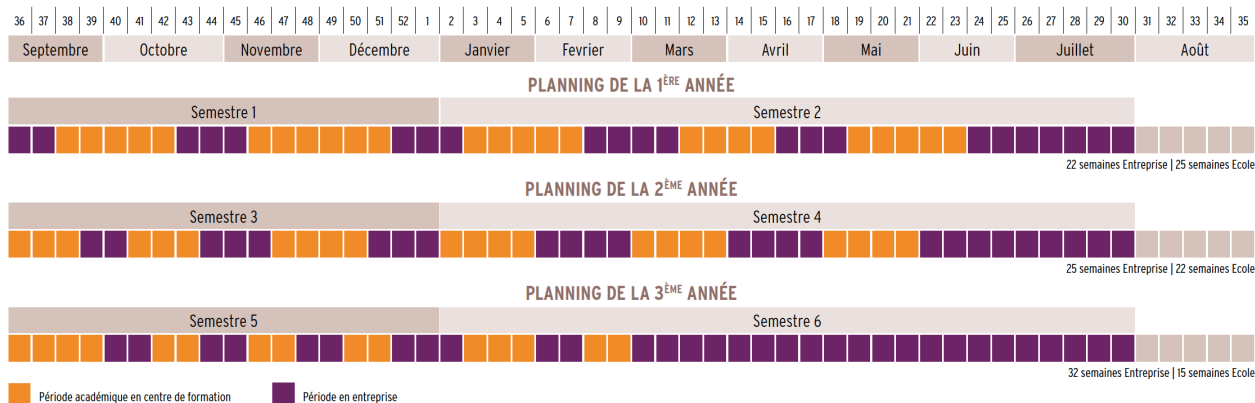 36 37 38 39 40 41 42 43 44 45 46 47 48 49 50 51 52 1 2 3 4 5 6 7 8 9 10 11 12 13 14 15 16 17 18 19 20 21 22 23 24 25 26 27 28 29 30 31 32 33 34 35
Septembre Octobre Novembre Décembre Janvier Fevrier Mars Avril Mai Juin Juillet Août
PLANNING DE LA 1ÈRE ANNÉE
Semestre 1 Semestre 2
22 semaines Entreprise | 25 semaines Ecole
PLANNING DE LA 2ÈME ANNÉE
Semestre 3 Semestre 4
25 semaines Entreprise | 22 semaines Ecole
PLANNING DE LA 3ÈME ANNÉE
Semestre 5 Semestre 6
32 semaines Entreprise | 15 semaines Ecole
Période académique en centre de formation Période en entreprise